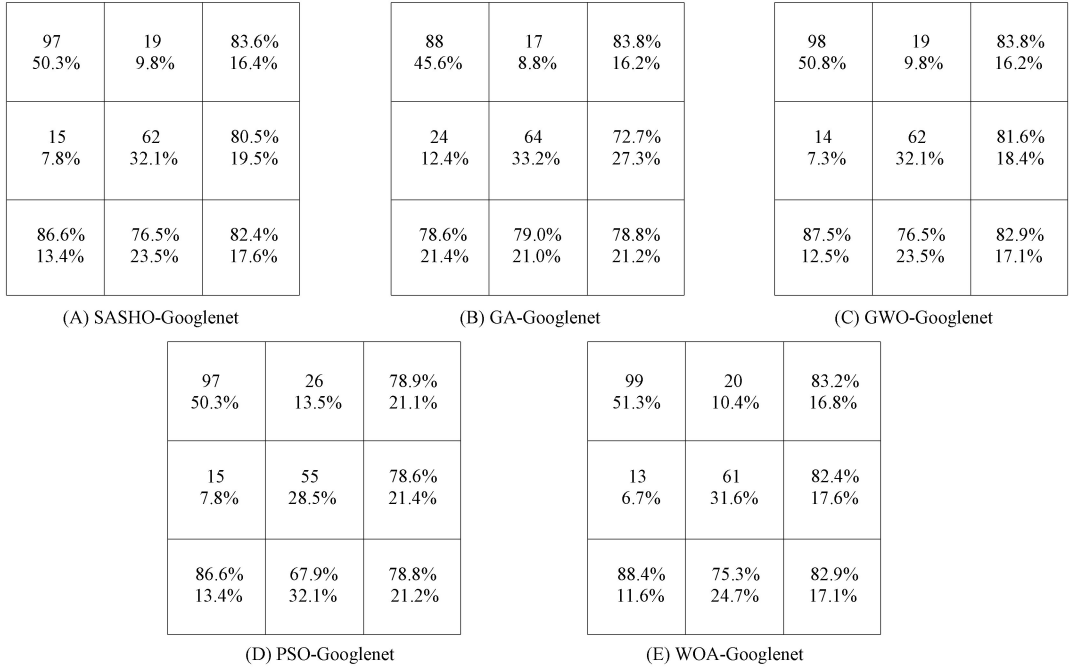 97 19 83.6%
50.3% 9.8% 16.4%
15 62 80.5%
7.8% 32.1% 19.5%
86.6% 76.5% 82.4%
13.4% 23.5% 17.6%
(A) SASHO-Googlenet
88 17 83.8%
45.6% 8.8% 16.2%
24 64 72.7%
12.4% 33.2% 27.3%
78.6% 79.0% 78.8%
21.4% 21.0% 21.2%
(B) GA-Googlenet
98 19 83.8%
50.8% 9.8% 16.2%
14 62 81.6%
7.3% 32.1% 18.4%
87.5% 76.5% 82.9%
12.5% 23.5% 17.1%
(C) GWO-Googlenet
97 26 78.9%
50.3% 13.5% 21.1%
15 55 78.6%
7.8% 28.5% 21.4%
86.6% 67.9% 78.8%
13.4% 32.1% 21.2%
(D) PSO-Googlenet
99 20 83.2%
51.3% 10.4% 16.8%
13 61 82.4%
6.7% 31.6% 17.6%
88.4% 75.3% 82.9%
11.6% 24.7% 17.1%
(E) WOA-Googlenet